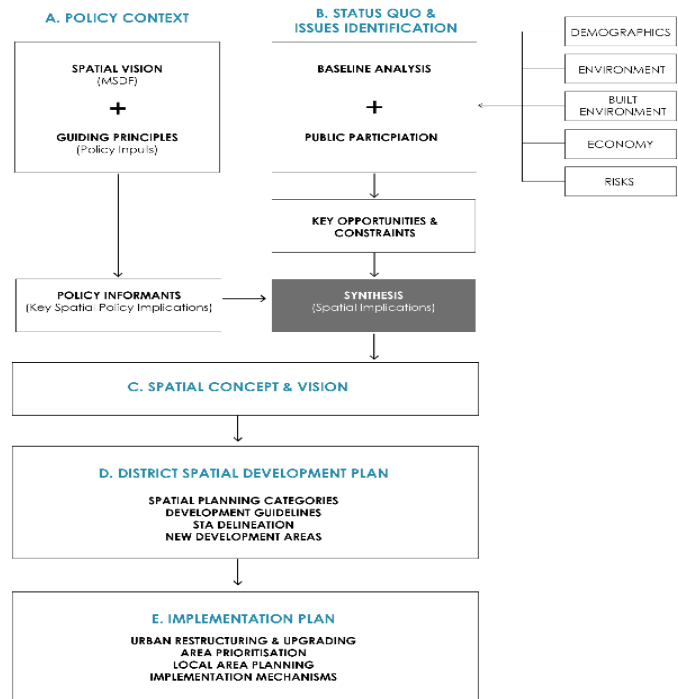 A. POLICY CONTEXT
SPATIAL VISION
(MSDF)
+
GUIDING PRINCIPLES
(Policy Inputs)
B. STATUS QUO &
ISSUES IDENTIFICATION
BASELINE ANALYSIS
+
PUBLIC PARTICPIATION
DEMOGRAPHICS
ENVIRONMENT
BUILT
ENVIRONMENT
ECONOMY
RISKS
KEY OPPORTUNITIES &
CONSTRAINTS
POLICY INFORMANTS
(Key Spatial Policy Implications)
SYNTHESIS
(Spatial Implications)
C. SPATIAL CONCEPT & VISION
D. DISTRICT SPATIAL DEVELOPMENT PLAN
SPATIAL PLANNING CATEGORIES
DEVELOPMENT GUIDELINES
STA DELINEATION
NEW DEVELOPMENT AREAS
E. IMPLEMENTATION PLAN
URBAN RESTRUCTURING & UPGRADING
AREA PRIORITISATION
LOCAL AREA PLANNING
IMPLEMENTATION MECHANISMS